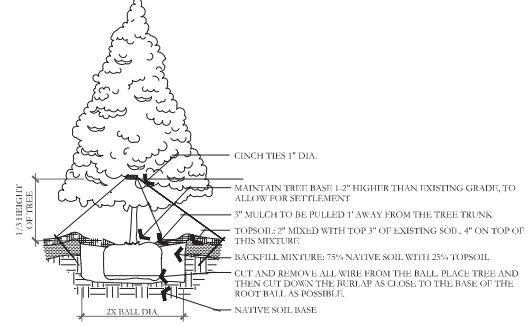 CINCH TIES 1" DIA.
MAINTAIN TREE BASE 1-2" HIGHER THAN EXISTING GRADE, TO
ALLOW FOR SETTLEMENT
1/3 HEIGHT
OF TREE
3" MULCH TO BE PULLED 1' AWAY FROM THE TREE TRUNK
TOPSOIL: 2" MIXED WITH TOP 3" OF EXISTING SOIL. 4" ON TOP OF
THIS MIXTURE
BACKFILL MIXTURE: 75% NATIVE SOIL WITH 25% TOPSOIL
CUT AND REMOVE ALL WIRE FROM THE BALL. PLACE TREE AND
THEN CUT DOWN THE BURLAP AS CLOSE TO THE BASE OF THE
ROOT BALL AS POSSIBLE.
NATIVE SOIL BASE
2X BALL DIA.